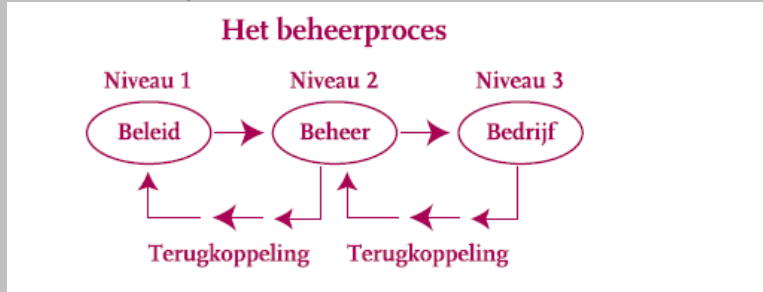 Het beheerproces
Niveau 1 Niveau 2 Niveau 3
Beleid Beheer Bedrijf
Terugkoppeling Terugkoppeling